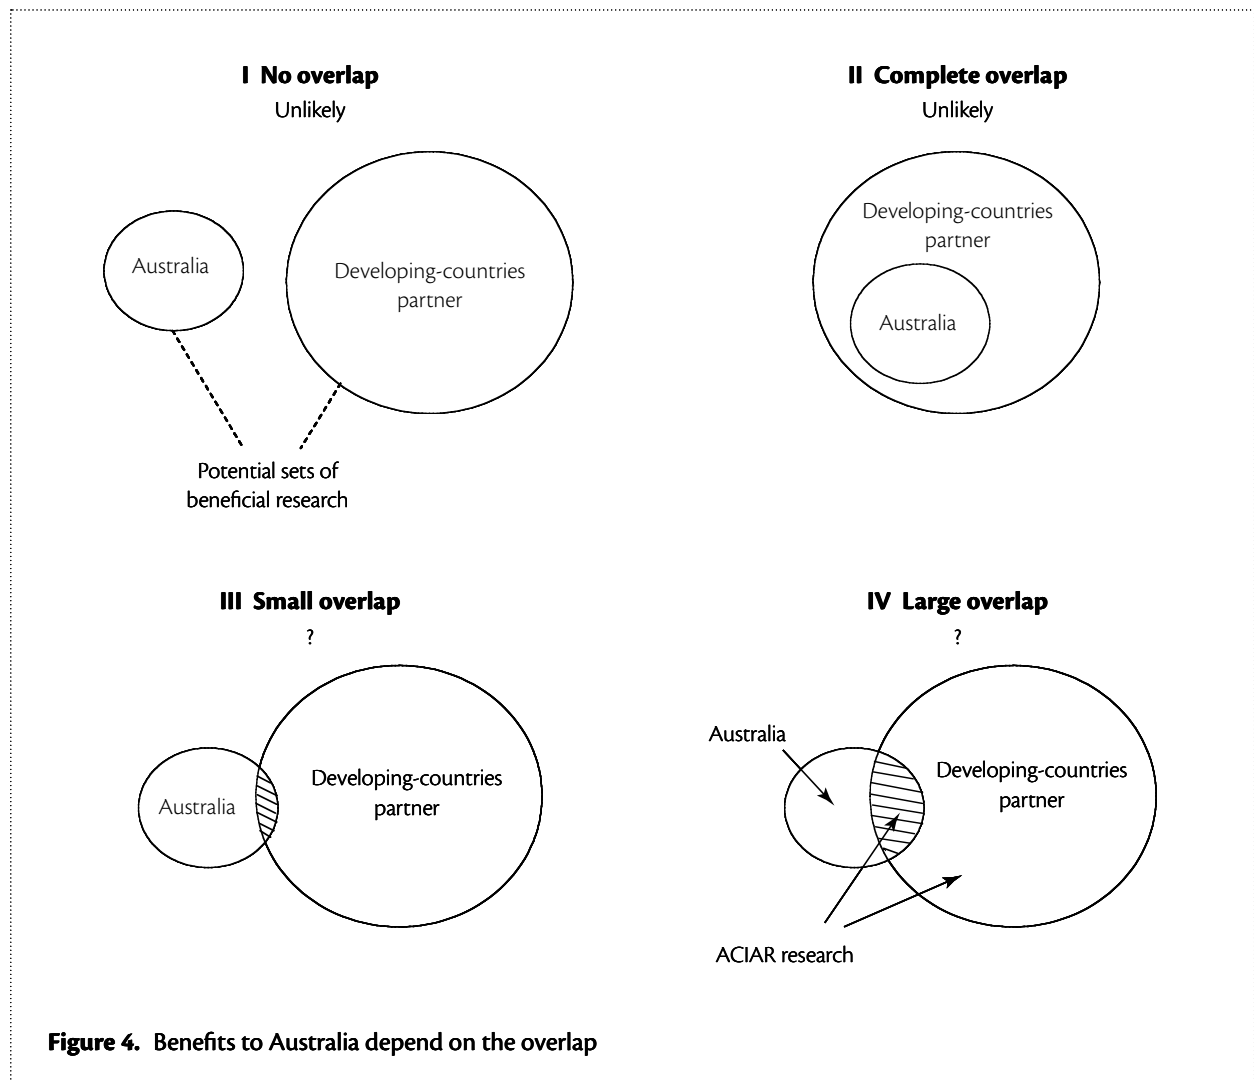 I No overlap
Unlikely
Australia
Developing-countries
partner
Potential sets of
beneficial research
II Complete overlap
Unlikely
Developing-countries
partner
Australia
III Small overlap
?
Australia
Developing-countries
partner
IV Large overlap
?
Australia
Developing-countries
partner
ACIAR research
Figure 4. Benefits to Australia depend on the overlap